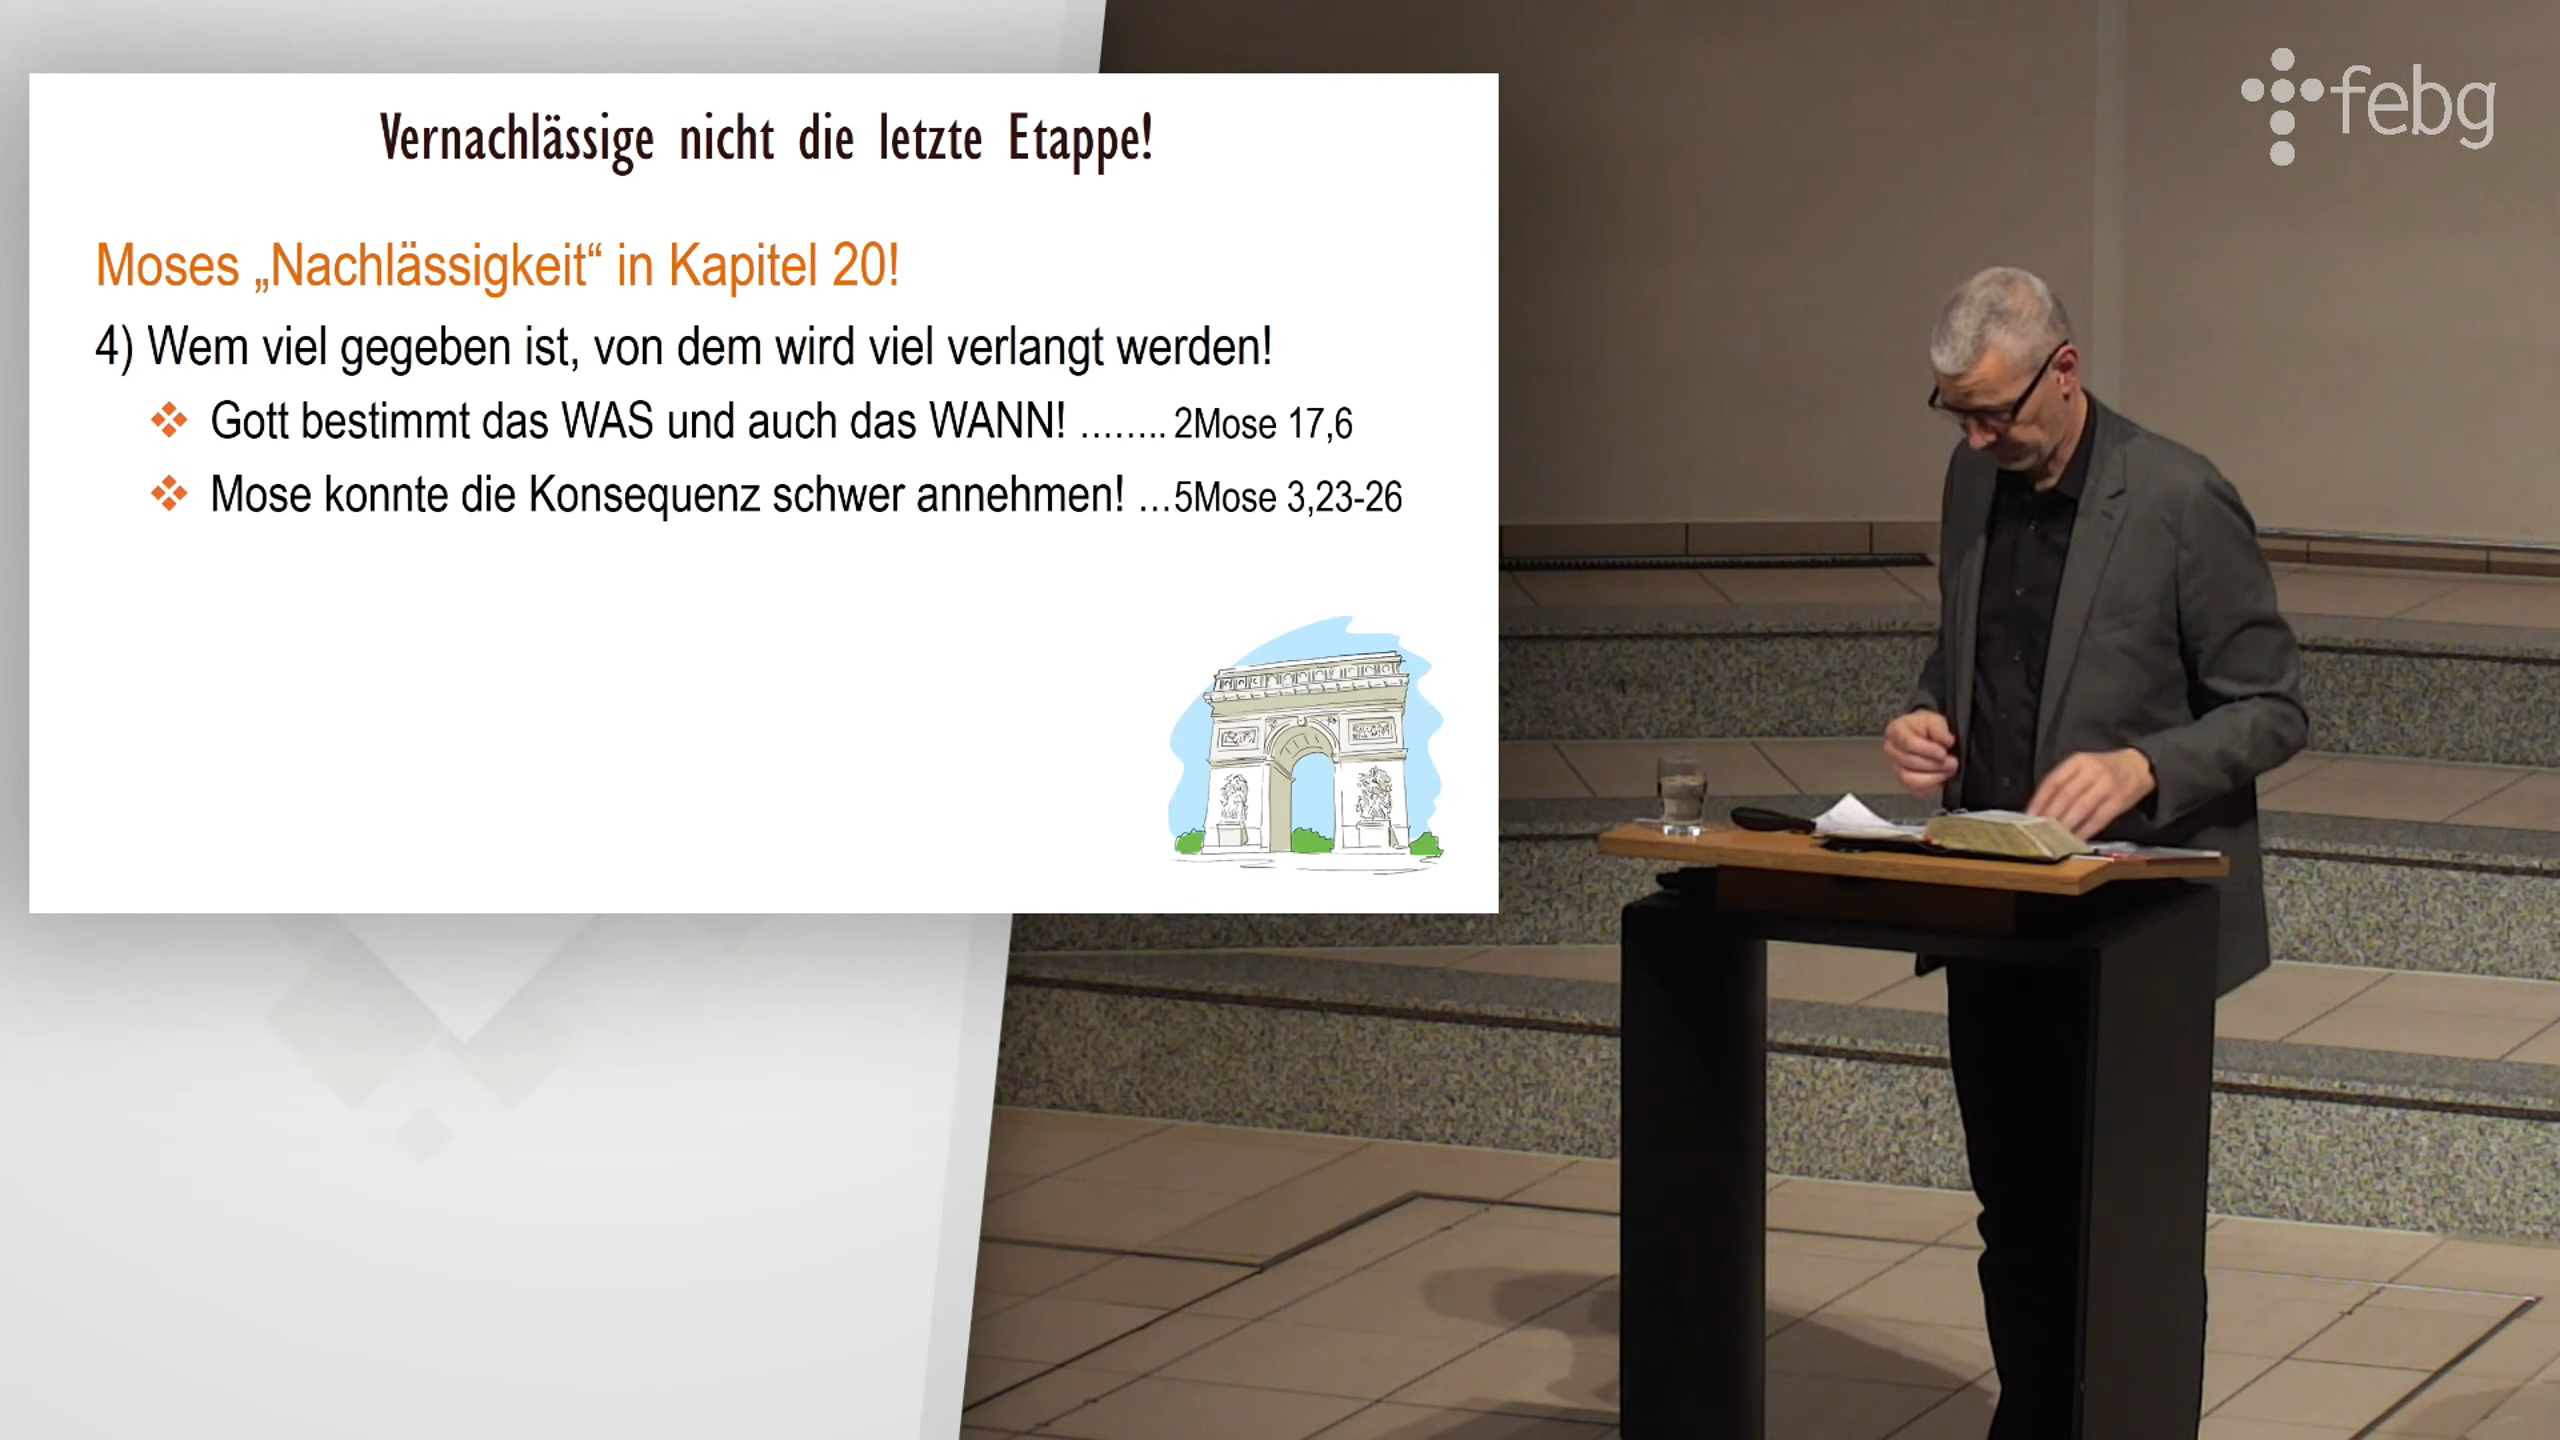 Vernachlässige nicht die letzte Etappe!
Moses „Nachlässigkeit“ in Kapitel 20!
4) Wem viel gegeben ist, von dem wird viel verlangt werden!
Gott bestimmt das WAS und auch das WANN! ........ 2Mose 17,6
Mose konnte die Konsequenz schwer annehmen! ...5Mose 3,23-26
febg